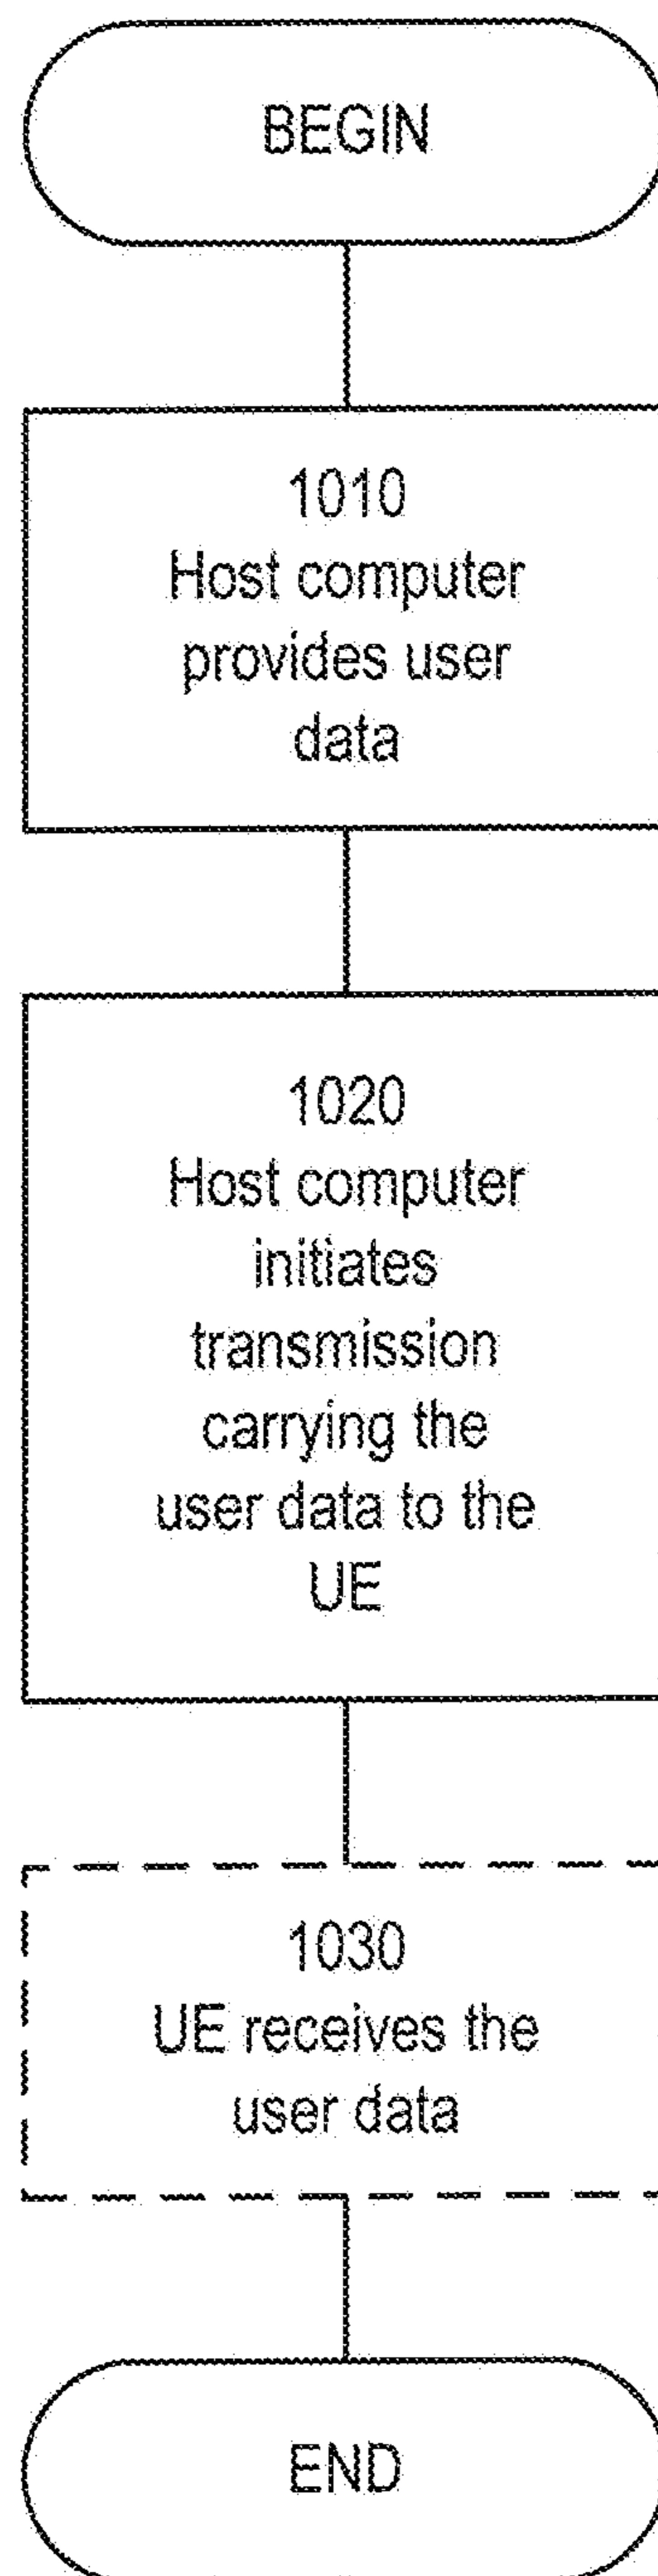 BEGIN
1010
Host computer
provides user
data
1020
Host computer
initiates
transmission
carrying the
user data to the
UE
1030
UE receives the
user data
END